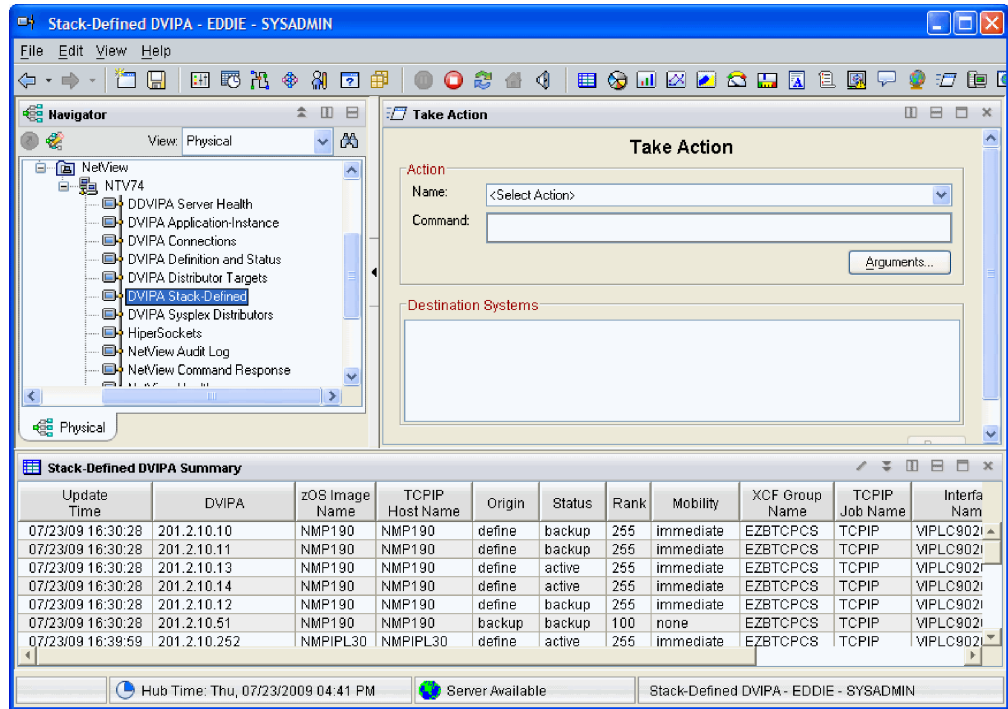 Stack-Defined DVIPA - EDDIE - SYSADMIN
File Edit View Help
Navigator
View: Physical
NetView
NTV74
DDVIPA Server Health
DVIPA Application-Instance
DVIPA Connections
DVIPA Definition and Status
DVIPA Distributor Targets
DVIPA Stack-Defined
DVIPA Sysplex Distributors
HiperSockets
NetView Audit Log
NetView Command Response
Physical
Take Action
Take Action
Action
Name: <Select Action>
Command:
Arguments...
Destination Systems
Stack-Defined DVIPA Summary
Update Time DVIPA zOS Image Name TCPIP Host Name Origin Status Rank Mobility XCF Group Name TCPIP Job Name Interfa Nam
07/23/09 16:30:28 201.2.10.10 NMP190 NMP190 define backup 255 immediate EZBTCPCS TCPIP VIPLC902
07/23/09 16:30:28 201.2.10.11 NMP190 NMP190 define backup 255 immediate EZBTCPCS TCPIP VIPLC902
07/23/09 16:30:28 201.2.10.13 NMP190 NMP190 define active 255 immediate EZBTCPCS TCPIP VIPLC902
07/23/09 16:30:28 201.2.10.14 NMP190 NMP190 define active 255 immediate EZBTCPCS TCPIP VIPLC902
07/23/09 16:30:28 201.2.10.12 NMP190 NMP190 define backup 255 immediate EZBTCPCS TCPIP VIPLC902
07/23/09 16:30:28 201.2.10.51 NMP190 NMP190 backup backup 100 none EZBTCPCS TCPIP VIPLC902
07/23/09 16:39:59 201.2.10.252 NMPIPL30 NMPIPL30 define active 255 immediate EZBTCPCS TCPIP VIPLC902
Hub Time: Thu, 07/23/2009 04:41 PM
Server Available
Stack-Defined DVIPA - EDDIE - SYSADMIN